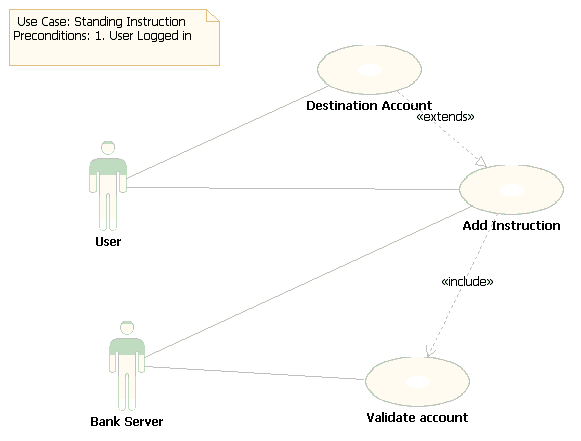 Use Case: Standing Instruction
Preconditions: 1. User Logged in
Destination Account
«extends»
User
Add Instruction
«include»
Bank Server
Validate account